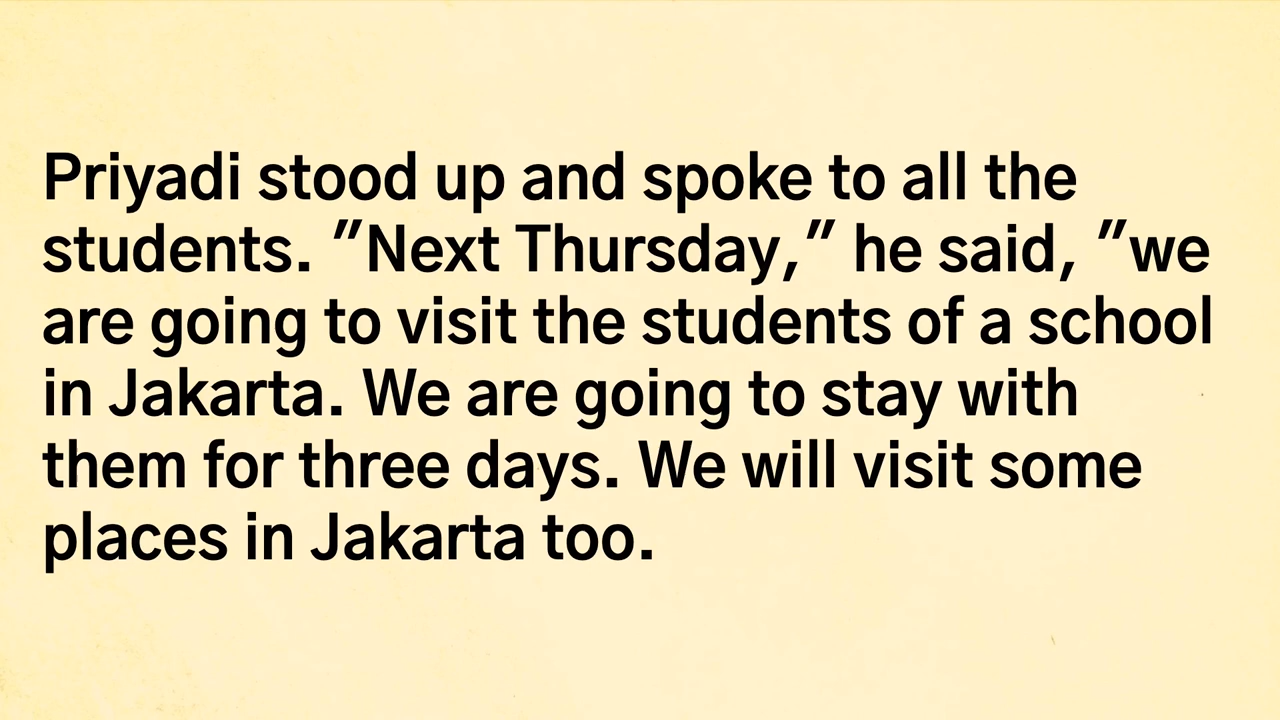 Priyadi stood up and spoke to all the
students. ”Next Thursday,” he said, ”we
are going to visit the students of a school
in Jakarta. We are going to stay with
them for three days. We will visit some
places in Jakarta too.